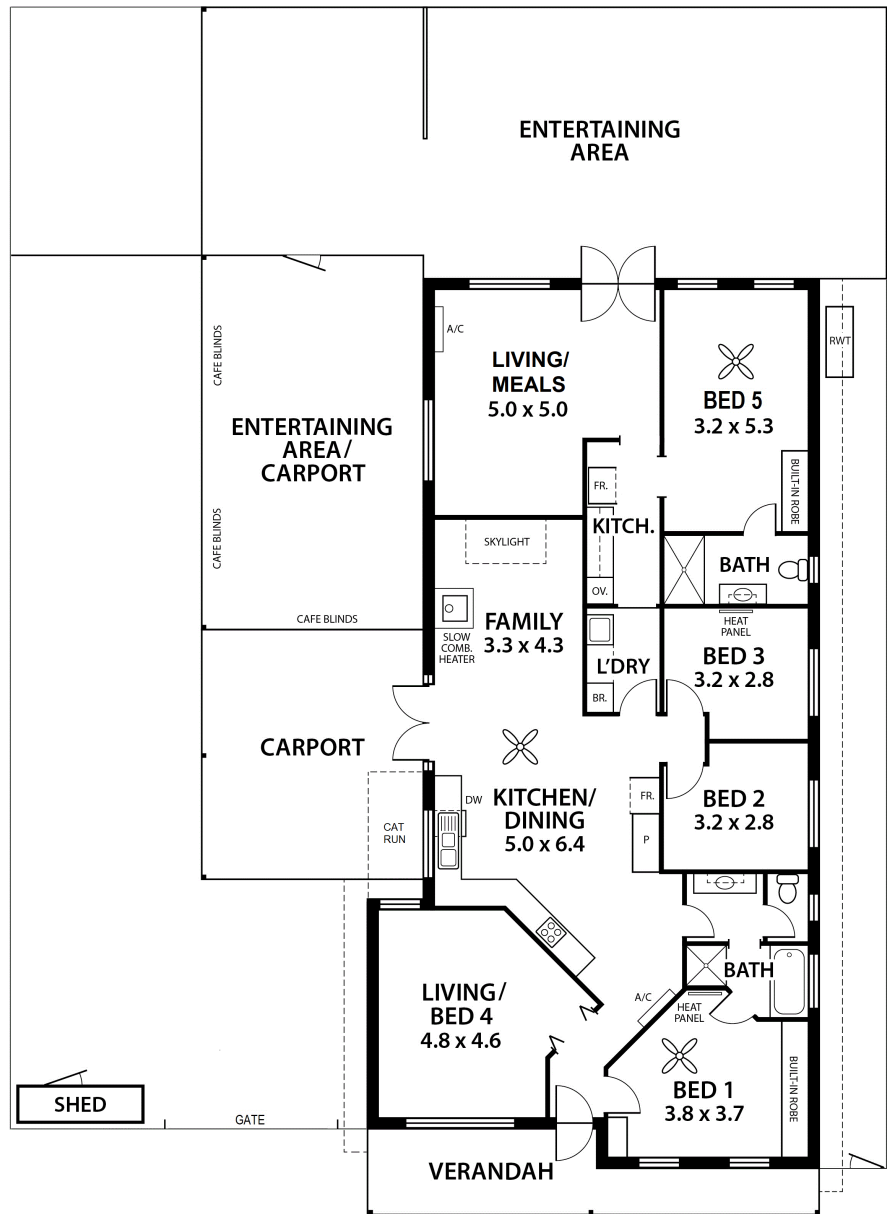 ENTERTAINING
AREA
CAFE BLINDS
CAFE BLINDS
CAFE BLINDS
ENTERTAINING
AREA/
CARPORT
A/C
LIVING/
MEALS
5.0 x 5.0
BED 5
3.2 x 5.3
BUILT-IN ROBE
RWT
FR.
KITCH.
OV.
BATH
SKYLIGHT
SLOW
COMB.
HEATER
FAMILY
3.3 x 4.3
L'DRY
BR.
HEAT
PANEL
BED 3
3.2 x 2.8
CARPORT
CAT
RUN
DW
KITCHEN/
DINING
5.0 x 6.4
FR.
P
BED 2
3.2 x 2.8
BATH
A/C
HEAT
PANEL
LIVING/
BED 4
4.8 x 4.6
BED 1
3.8 x 3.7
BUILT-IN ROBE
SHED
GATE
VERANDAH